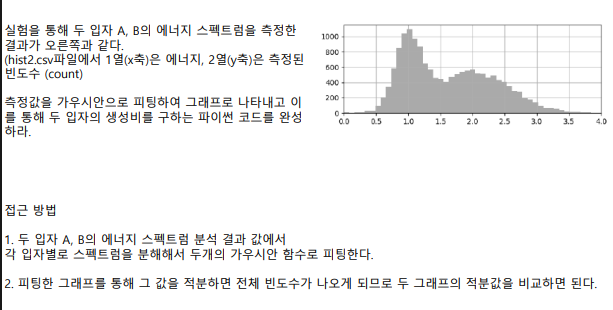 실험을 통해 두 입자 A, B의 에너지 스펙트럼을 측정한
결과가 오른쪽과 같다.
(hist2.csv파일에서 1열(x축)은 에너지, 2열(y축)은 측정된
빈도수 (count)
측정값을 가우시안으로 피팅하여 그래프로 나타내고 이
를 통해 두 입자의 생성비를 구하는 파이썬 코드를 완성
하라.
1000
800
600
400
200
0
0.0 0.5 1.0 1.5 2.0 2.5 3.0 3.5 4.0
접근 방법
1. 두 입자 A, B의 에너지 스펙트럼 분석 결과 값에서
각 입자별로 스펙트럼을 분해해서 두개의 가우시안 함수로 피팅한다.
2. 피팅한 그래프를 통해 그 값을 적분하면 전체 빈도수가 나오게 되므로 두 그래프의 적분값을 비교하면 된다.